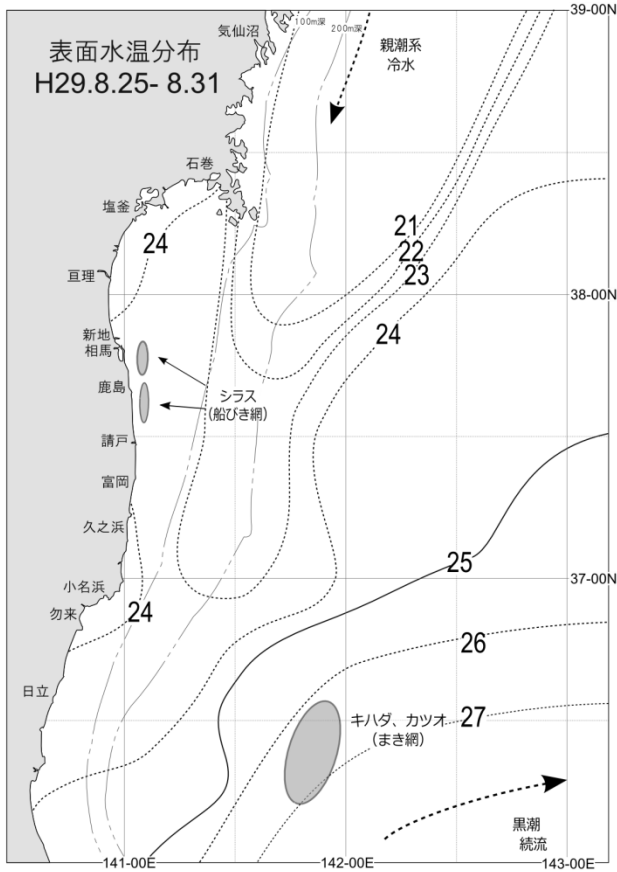 39-00N
100m深
200m深
気仙沼
表面水温分布
H29.8.25- 8.31
親潮系
冷水
石巻
塩釜
21
22
23
24
24
亘理
38-00N
新地
相馬
鹿島
シラス
(船びき網)
請戸
富岡
久之浜
25
37-00N
小名浜
24
勿来
26
日立
キハダ、カツオ
(まき網)
27
黒潮
続流
141-00E
142-00E
143-00E